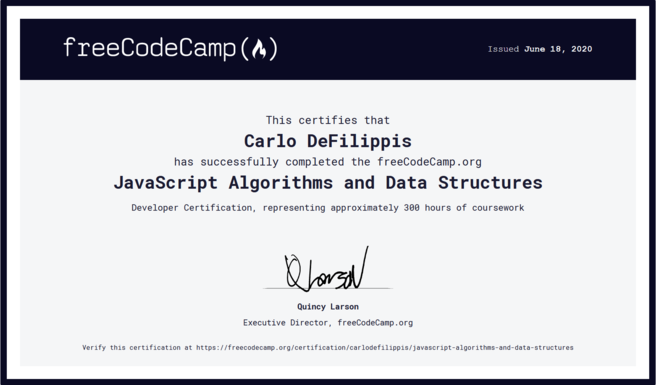 freeCodeCamp(🔥)
Issued June 18, 2020
This certifies that
Carlo DeFilippis
has successfully completed the freeCodeCamp.org
JavaScript Algorithms and Data Structures
Developer Certification, representing approximately 300 hours of coursework
Q Larson
Quincy Larson
Executive Director, freeCodeCamp.org
Verify this certification at https://freecodecamp.org/certification/carlodefilippis/javascript-algorithms-and-data-structures